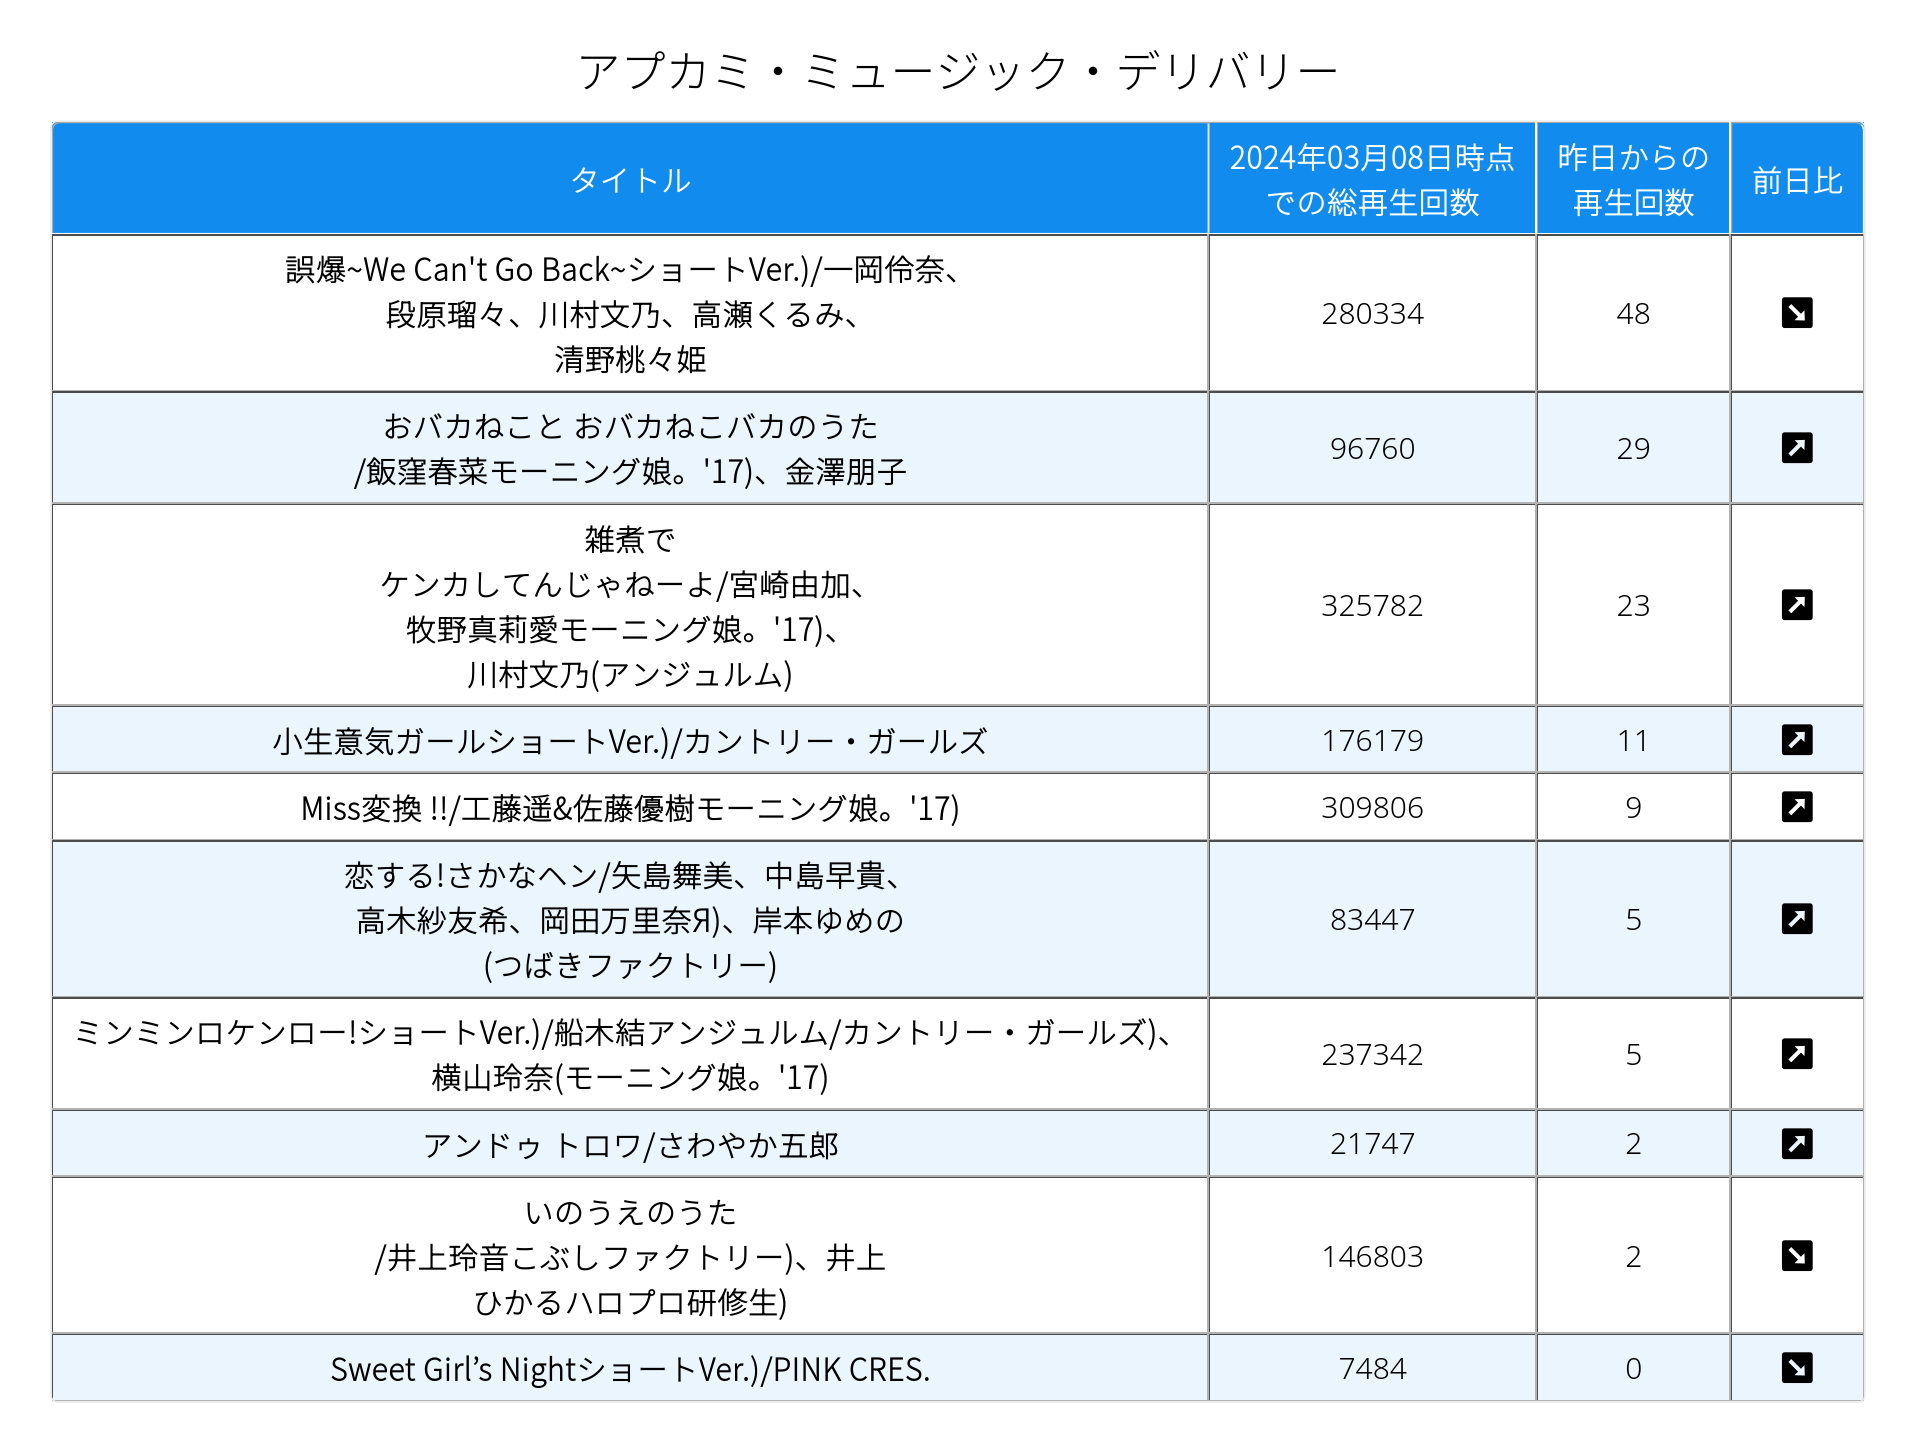 アプカミ・ミュージック・デリバリー
タイトル
2024年03月08日時点
での総再生回数
昨日からの
再生回数
前日比
誤爆~We Can't Go Back~ショートVer.)/一岡伶奈、
段原瑠々、川村文乃、高瀬くるみ、
清野桃々姫
280334
48
おバカねこと おバカねこバカのうた
/飯窪春菜モーニング娘。'17)、金澤朋子
96760
29
雑煮で
ケンカしてんじゃねーよ/宮崎由加、
牧野真莉愛モーニング娘。'17)、
川村文乃(アンジュルム)
325782
23
小生意気ガールショートVer.)/カントリー・ガールズ
176179
11
Miss変換 !!/工藤遥&佐藤優樹モーニング娘。'17)
309806
9
恋する!さかなヘン/矢島舞美、中島早貴、
高木紗友希、岡田万里奈Я)、岸本ゆめの
(つばきファクトリー)
83447
5
ミンミンロケンロー!ショートVer.)/船木結アンジュルム/カントリー・ガールズ)、
横山玲奈(モーニング娘。'17)
237342
5
アンドゥ トロワ/さわやか五郎
21747
2
いのうえのうた
/井上玲音こぶしファクトリー)、井上
ひかるハロプロ研修生)
146803
2
Sweet Girl’s NightショートVer.)/PINK CRES.
7484
0